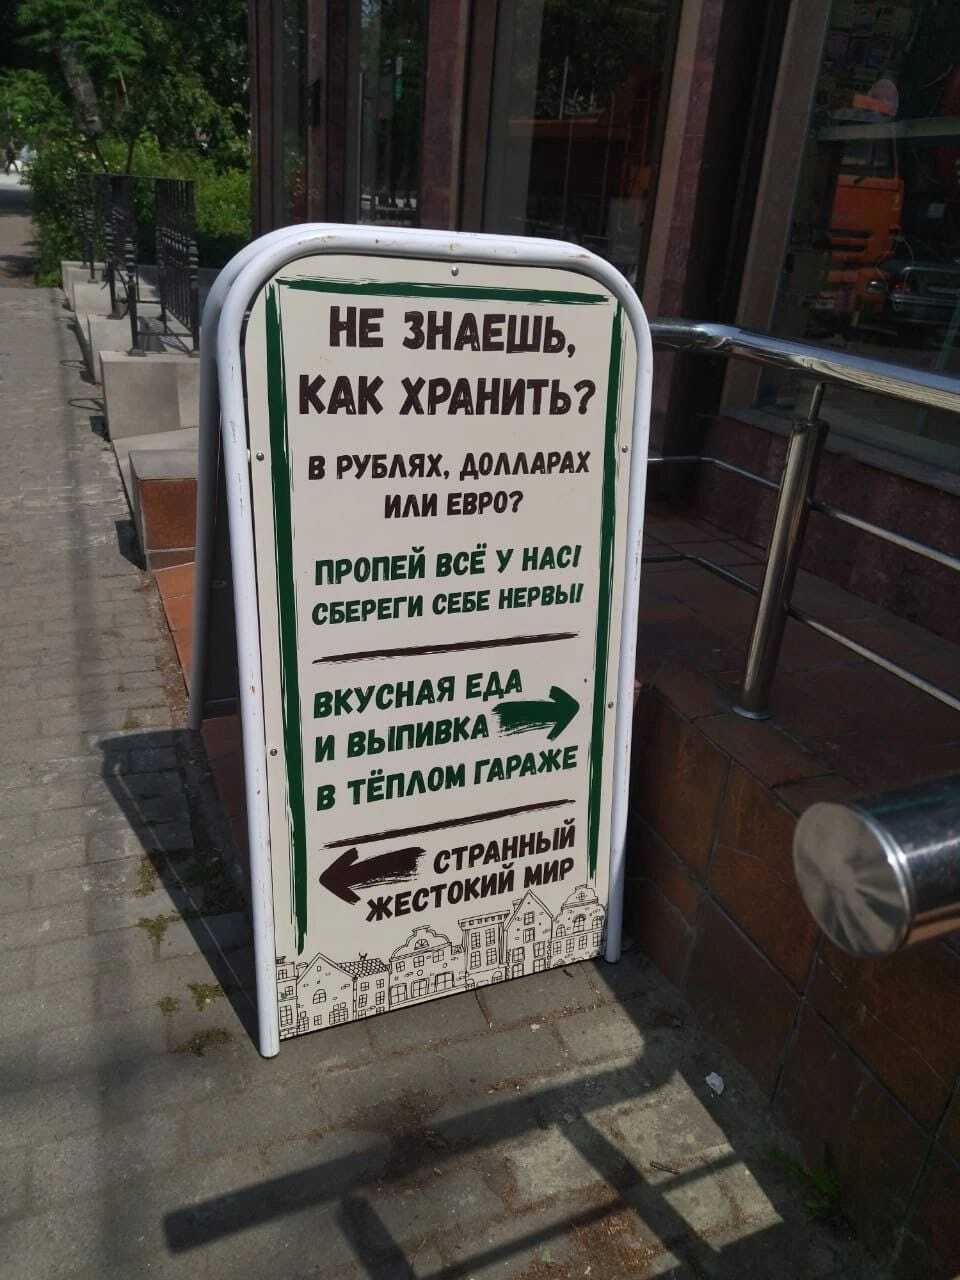 НЕ ЗНАЕШЬ,
КАК ХРАНИТЬ?
В РУБЛЯХ, ДОЛЛАРАХ
ИЛИ ЕВРО?
ПРОПЕЙ ВСЁ У НАС!
СБЕРЕГИ СЕБЕ НЕРВЫ!
ВКУСНАЯ ЕДА
И ВЫПИВКА
В ТЁПЛОМ ГАРАЖЕ
СТРАННЫЙ
ЖЕСТОКИЙ МИР